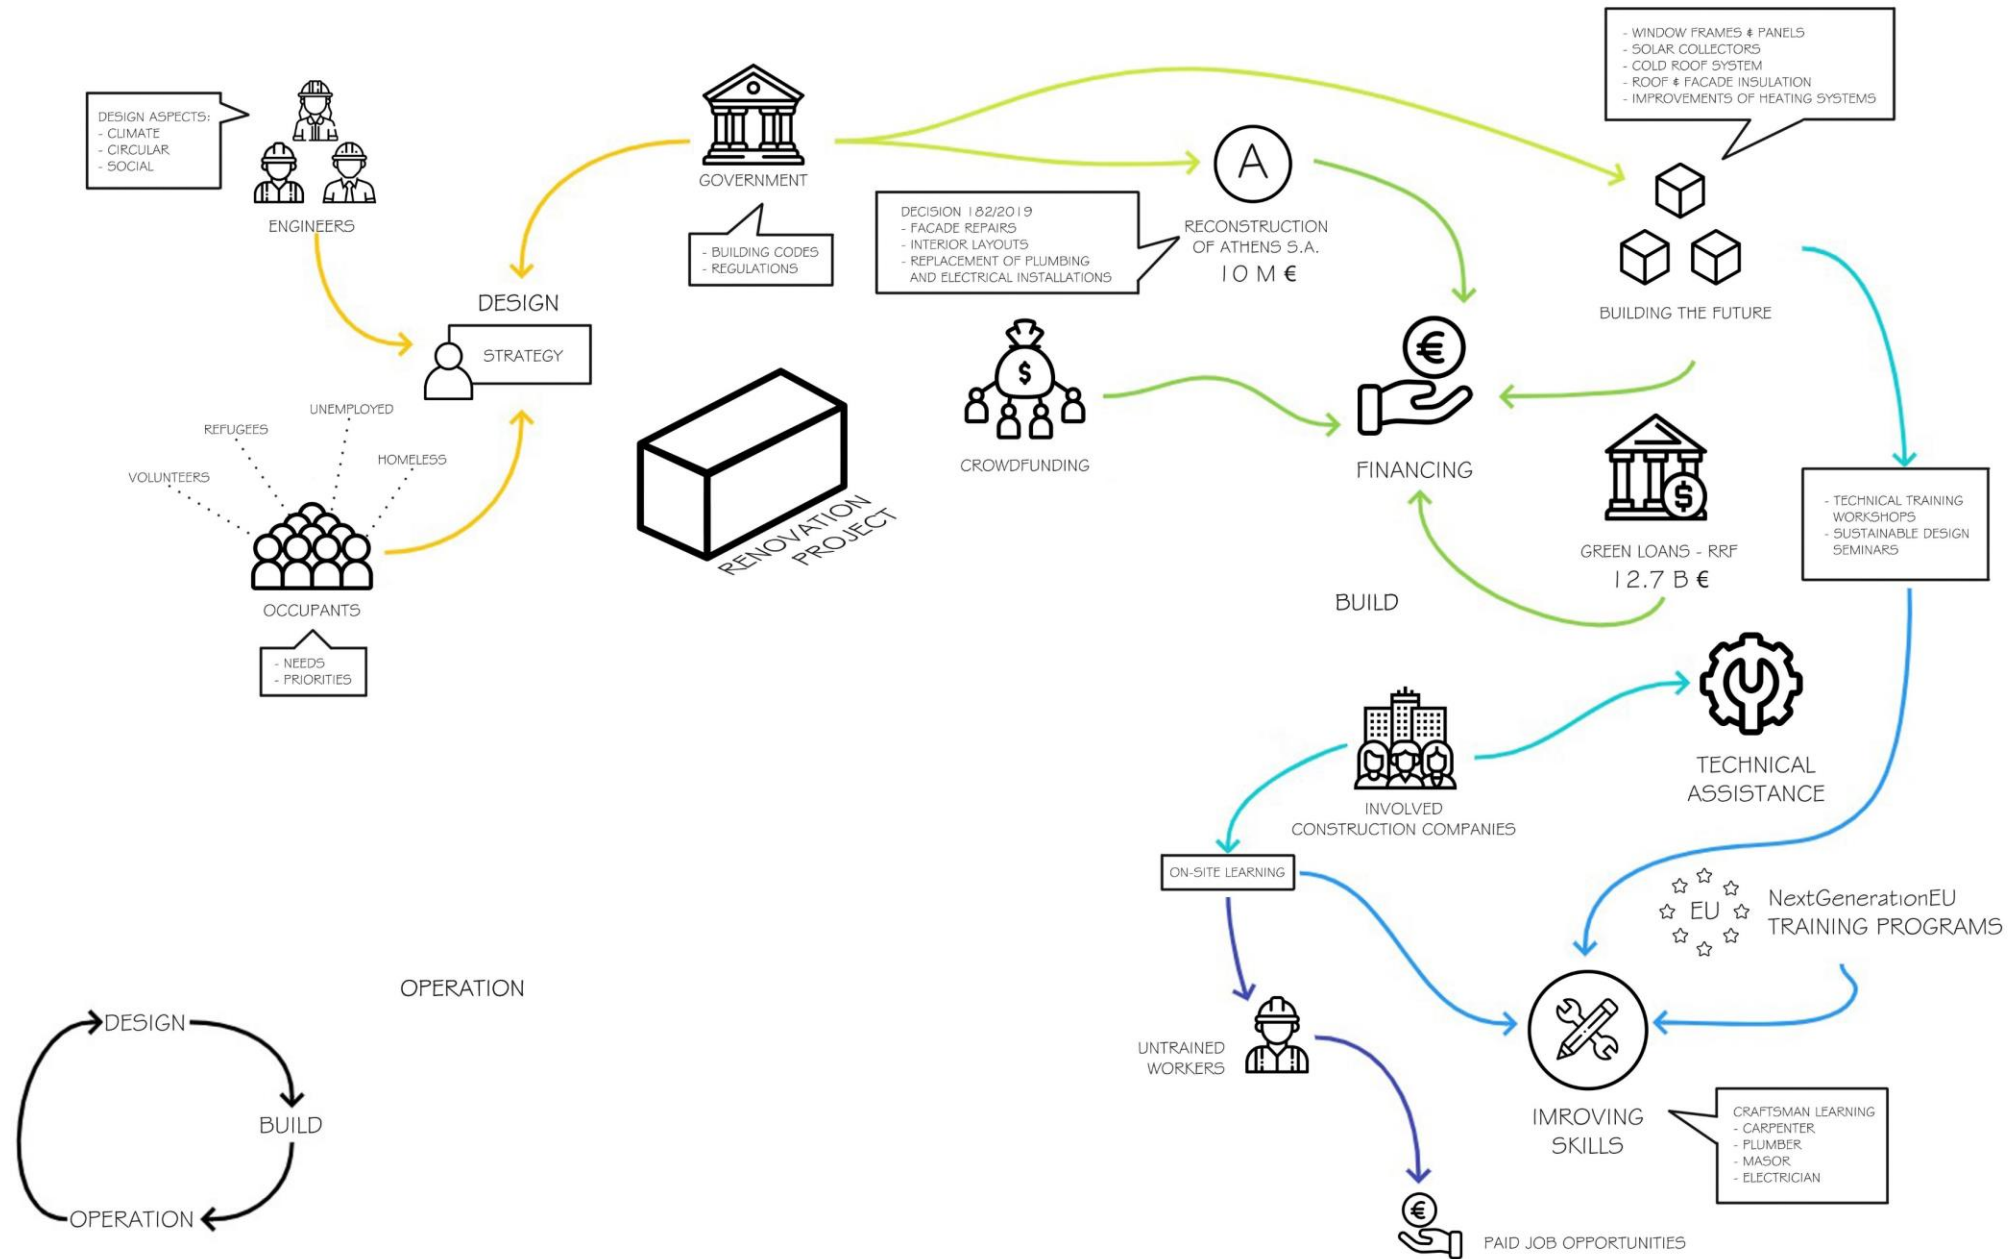 DESIGN ASPECTS:
- CLIMATE
- CIRCULAR
- SOCIAL
ENGINEERS
GOVERNMENT
- BUILDING CODES
- REGULATIONS
DESIGN
STRATEGY
UNEMPLOYED
REFUGEES
HOMELESS
VOLUNTEERS
OCCUPANTS
- NEEDS
- PRIORITIES
RENOVATION
PROJECT
DECISION 182/2019
- FACADE REPAIRS
- INTERIOR LAYOUTS
- REPLACEMENT OF PLUMBING
AND ELECTRICAL INSTALLATIONS
A
RECONSTRUCTION
OF ATHENS S.A.
10 M €
- WINDOW FRAMES & PANELS
- SOLAR COLLECTORS
- COLD ROOF SYSTEM
- ROOF & FACADE INSULATION
- IMPROVEMENTS OF HEATING SYSTEMS
BUILDING THE FUTURE
$
CROWDFUNDING
€
FINANCING
$
GREEN LOANS - RRF
12.7 B €
- TECHNICAL TRAINING
WORKSHOPS
- SUSTAINABLE DESIGN
SEMINARS
BUILD
TECHNICAL
ASSISTANCE
INVOLVED
CONSTRUCTION COMPANIES
ON-SITE LEARNING
EU
NextGenerationEU
TRAINING PROGRAMS
UNTRAINED
WORKERS
IMROVING
SKILLS
CRAFTSMAN LEARNING
- CARPENTER
- PLUMBER
- MASOR
- ELECTRICIAN
€
PAID JOB OPPORTUNITIES
OPERATION
DESIGN
BUILD
OPERATION